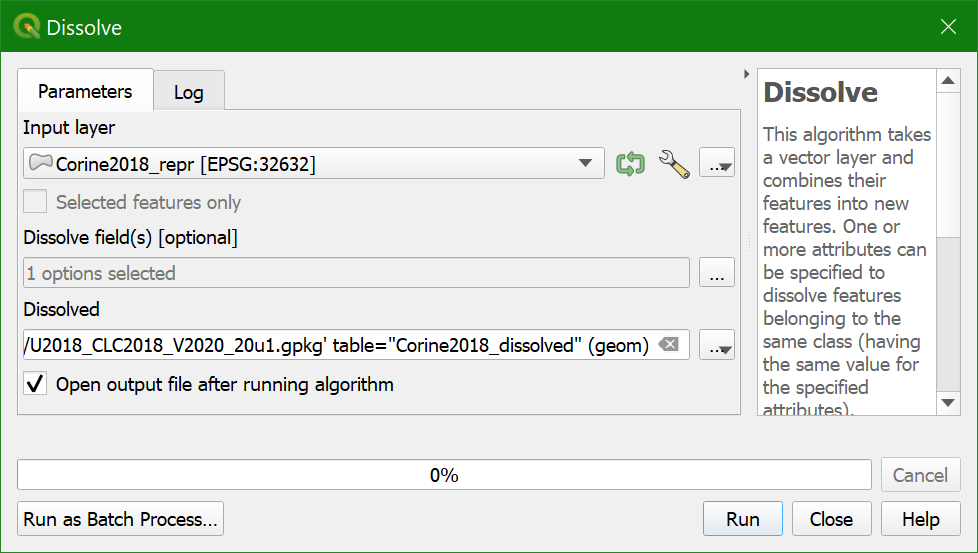 Dissolve
Parameters
Log
Input layer
Corine2018_repr [EPSG:32632]
...
Selected features only
Dissolve field(s) [optional]
1 options selected
...
Dissolved
/U2018_CLC2018_V2020_20u1.gpkg' table="Corine2018_dissolved" (geom)
...
Open output file after running algorithm
Dissolve
This algorithm takes
a vector layer and
combines their
features into new
features. One or
more attributes can
be specified to
dissolve features
belonging to the
same class (having
the same value for
the specified
attributes).
0%
Cancel
Run as Batch Process...
Run
Close
Help